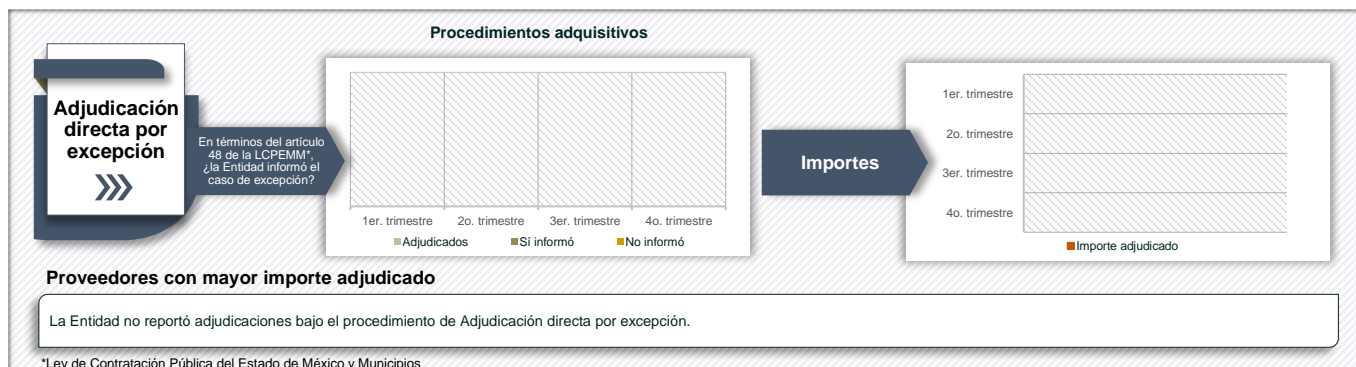 Procedimientos adquisitivos
Adjudicación
directa por
excepción
En términos del artículo
48 de la LCPEMM*,
¿la Entidad informó el
caso de excepción?
1er. trimestre
2o. trimestre
3er. trimestre
4o. trimestre
Adjudicados
Sí informó
No informó
Importes
1er. trimestre
2o. trimestre
3er. trimestre
4o. trimestre
Importe adjudicado
Proveedores con mayor importe adjudicado
La Entidad no reportó adjudicaciones bajo el procedimiento de Adjudicación directa por excepción.
*Ley de Contratación Pública del Estado de México y Municipios